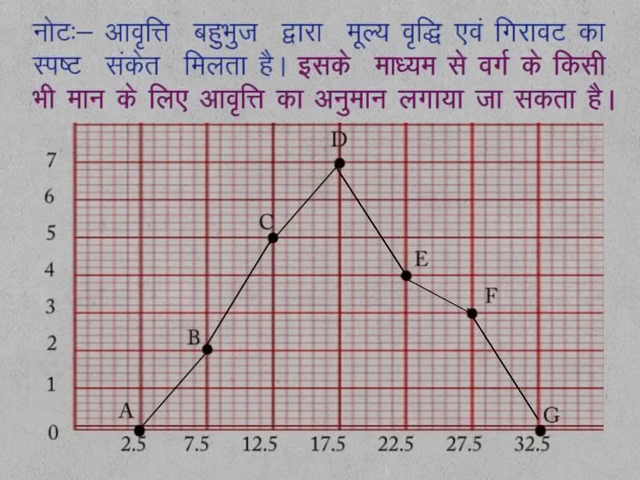 नोटः– आवृत्ति बहुभुज द्वारा मूल्य वृद्धि एवं गिरावट का
स्पष्ट संकेत मिलता है। इसके माध्यम से वर्ग के किसी
भी मान के लिए आवृत्ति का अनुमान लगाया जा सकता है।
D
7
6
C
5
E
4
F
3
B
2
1
A
G
0
2.5 7.5 12.5 17.5 22.5 27.5 32.5